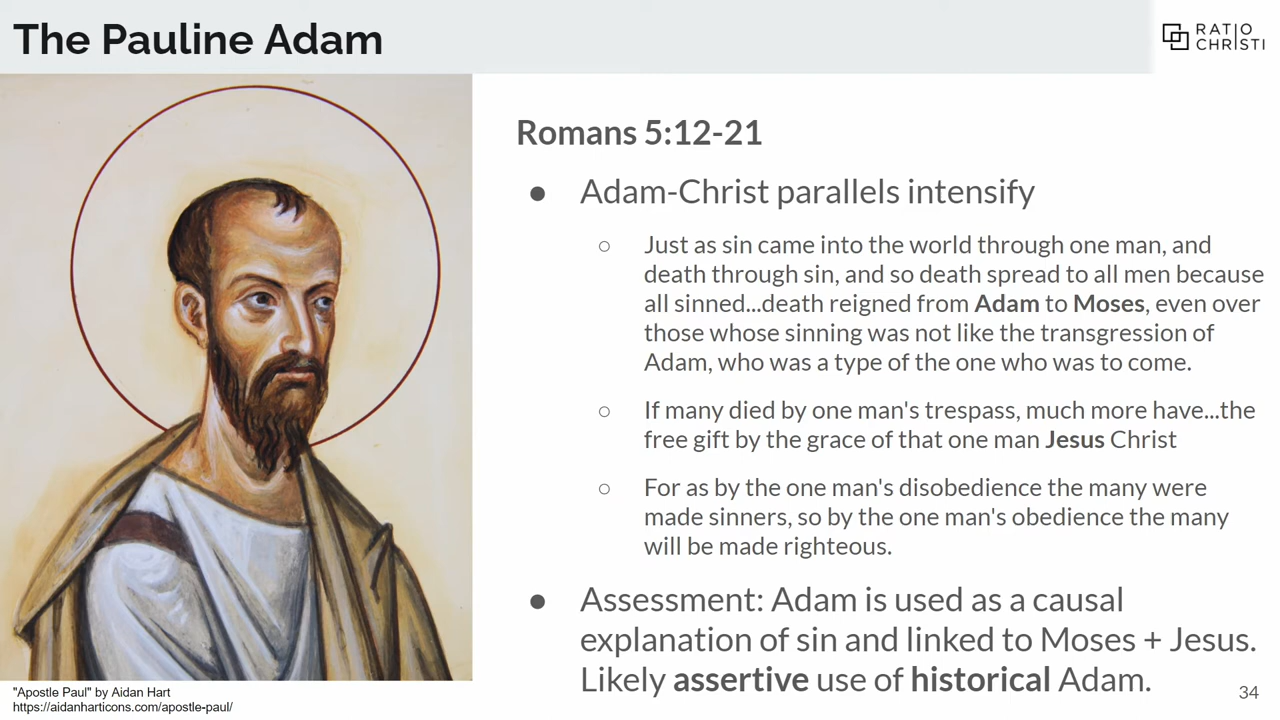 The Pauline Adam
RATIO
CHRISTI
Romans 5:12-21
● Adam-Christ parallels intensify
○ Just as sin came into the world through one man, and
death through sin, and so death spread to all men because
all sinned...death reigned from Adam to Moses, even over
those whose sinning was not like the transgression of
Adam, who was a type of the one who was to come.
○ If many died by one man's trespass, much more have...the
free gift by the grace of that one man Jesus Christ
○ For as by the one man's disobedience the many were
made sinners, so by the one man's obedience the many
will be made righteous.
● Assessment: Adam is used as a causal
explanation of sin and linked to Moses + Jesus.
Likely assertive use of historical Adam.
"Apostle Paul" by Aidan Hart
https://aidanharticons.com/apostle-paul/
34